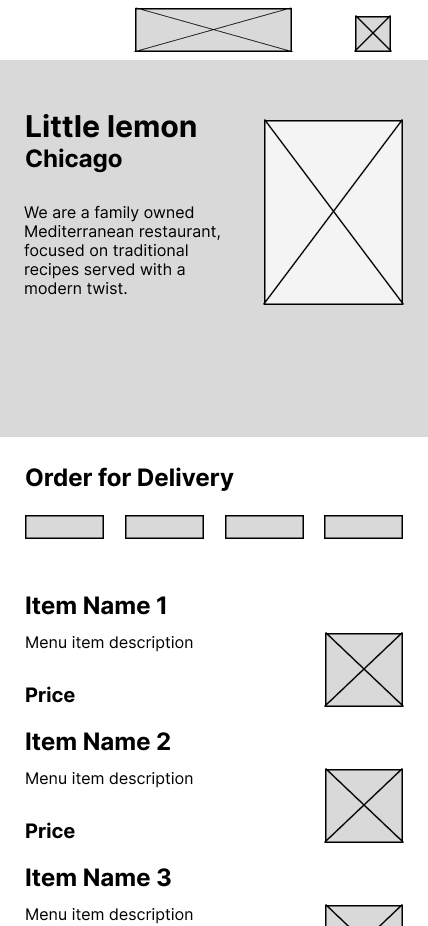 Little lemon
Chicago
We are a family owned
Mediterranean restaurant,
focused on traditional
recipes served with a
modern twist.
Order for Delivery
Item Name 1
Menu item description
Price
Item Name 2
Menu item description
Price
Item Name 3
Menu item description